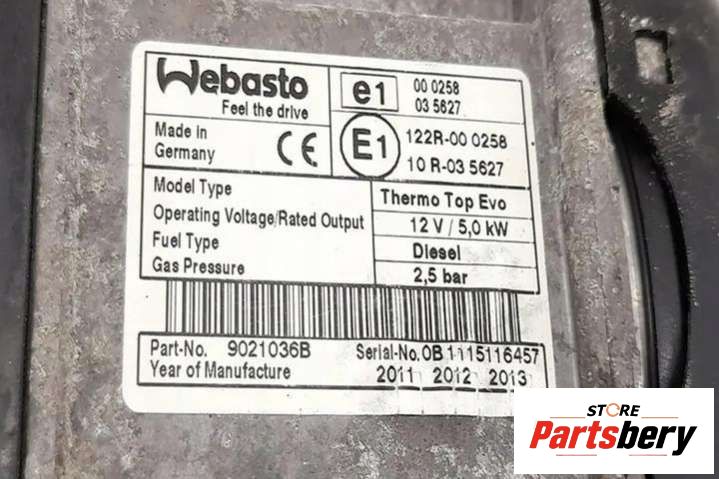 Webasto
Feel the drive
e1
00 0258
03 5627
Made in
Germany
CE
E1
122R-00 0258
10 R-03 5627
Model Type
Thermo Top Evo
Operating Voltage/Rated Output
12 V / 5,0 kW
Fuel Type
Diesel
Gas Pressure
2,5 bar
Part-No. 9021036B
Serial-No. 0B 1115116457
Year of Manufacture
2011 2012 2013
STORE
Partsbery